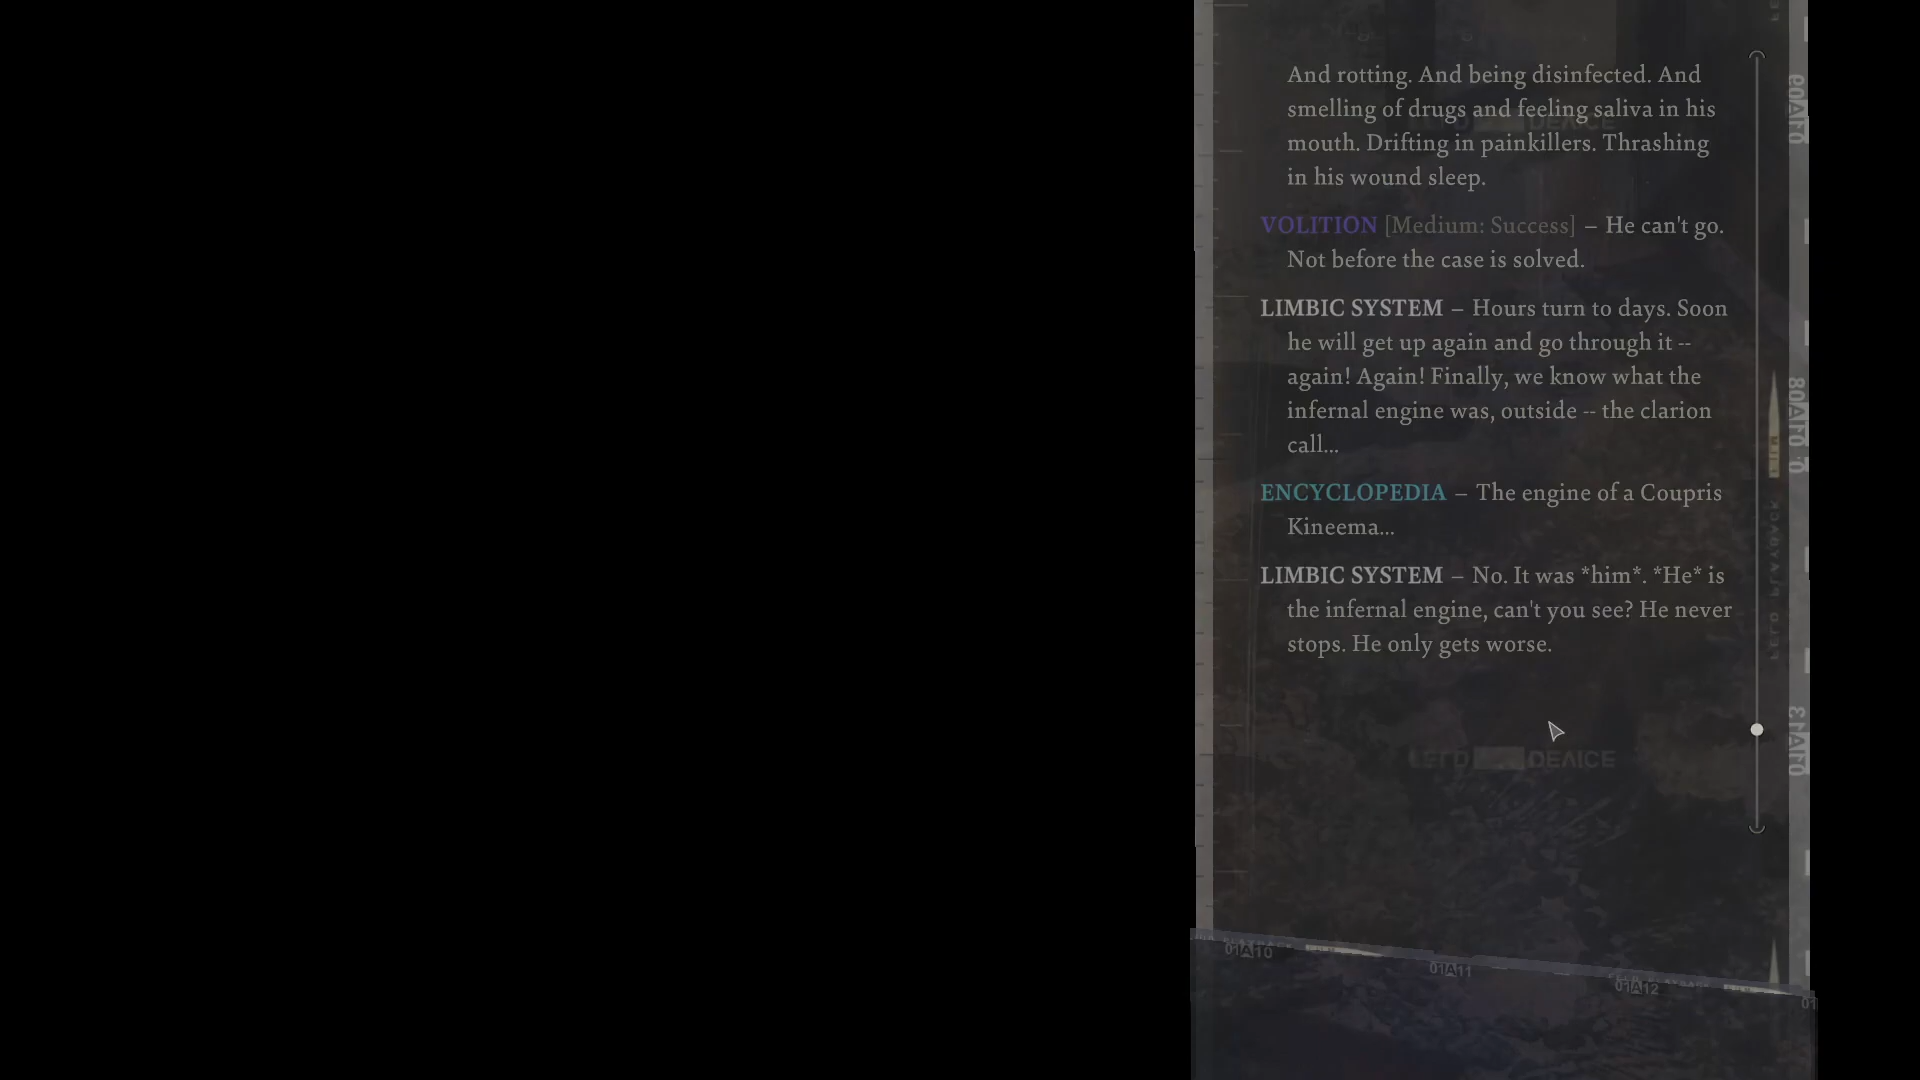 And rotting. And being disinfected. And
smelling of drugs and feeling saliva in his
mouth. Drifting in painkillers. Thrashing
in his wound sleep.
VOLITION [Medium: Success] – He can't go.
Not before the case is solved.
LIMBIC SYSTEM – Hours turn to days. Soon
he will get up again and go through it --
again! Again! Finally, we know what the
infernal engine was, outside -- the clarion
call...
ENCYCLOPEDIA – The engine of a Coupris
Kineema...
LIMBIC SYSTEM – No. It was *him*. *He* is
the infernal engine, can't you see? He never
stops. He only gets worse.
01A10
01A11
01A12